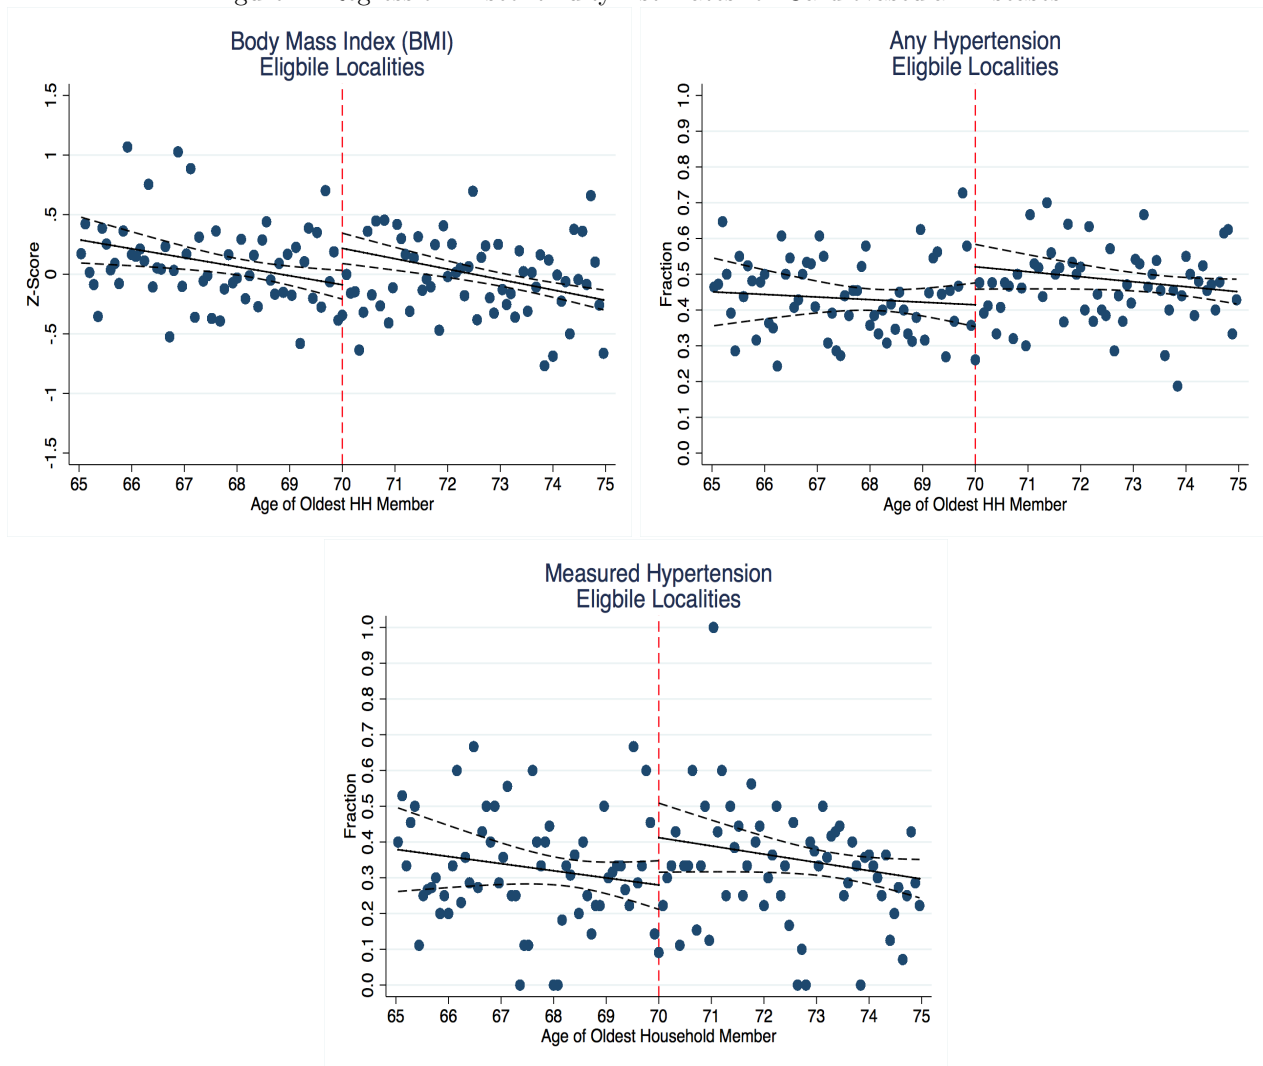 Body Mass Index (BMI)
Eligbile Localities
1.5
1
.5
0
-.5
-1
-1.5
Z-Score
65 66 67 68 69 70 71 72 73 74 75
Age of Oldest HH Member
Any Hypertension
Eligbile Localities
1.0
0.9
0.8
0.7
0.6
0.5
0.4
0.3
0.2
0.1
0.0
Fraction
65 66 67 68 69 70 71 72 73 74 75
Age of Oldest HH Member
Measured Hypertension
Eligbile Localities
1.0
0.9
0.8
0.7
0.6
0.5
0.4
0.3
0.2
0.1
0.0
Fraction
65 66 67 68 69 70 71 72 73 74 75
Age of Oldest Household Member